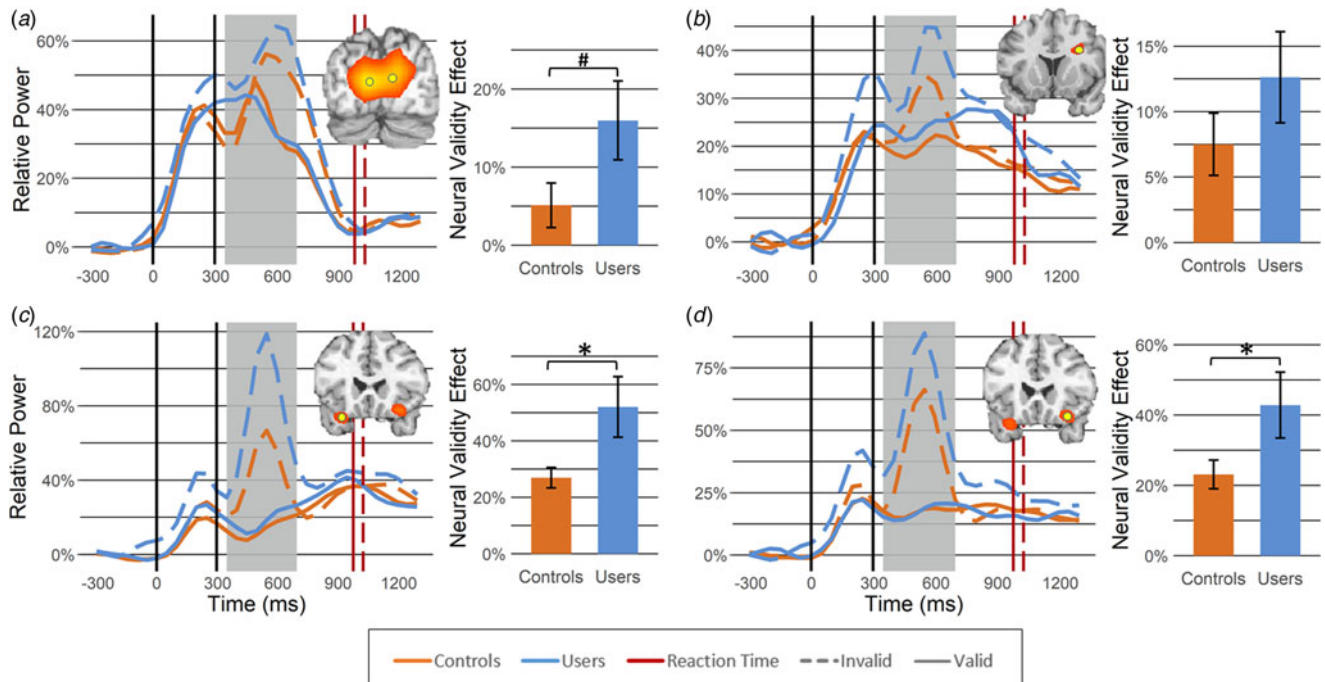 (a)
60%
40%
20%
0%
Relative Power
-300 0 300 600 900 1200
#
20%
10%
0%
Neural Validity Effect
Controls Users
(b)
45%
40%
35%
30%
25%
20%
15%
10%
0%
-300 0 300 600 900 1200
15%
10%
5%
0%
Neural Validity Effect
Controls Users
(c)
120%
80%
40%
0%
Relative Power
-300 0 300 600 900 1200
Time (ms)
*
60%
40%
20%
0%
Neural Validity Effect
Controls Users
(d)
75%
50%
25%
0%
-300 0 300 600 900 1200
Time (ms)
*
60%
40%
20%
0%
Neural Validity Effect
Controls Users
Controls Users Reaction Time Invalid Valid